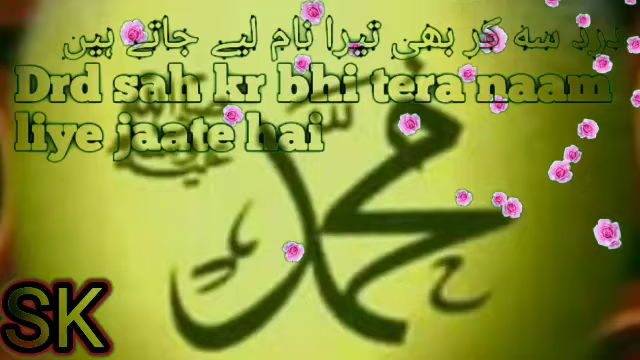 درد سه کر بھی تیرا نام لیے جاتے ہیں
Drd sah kr bhi tera naam
liye jaate hai
محمد
SK